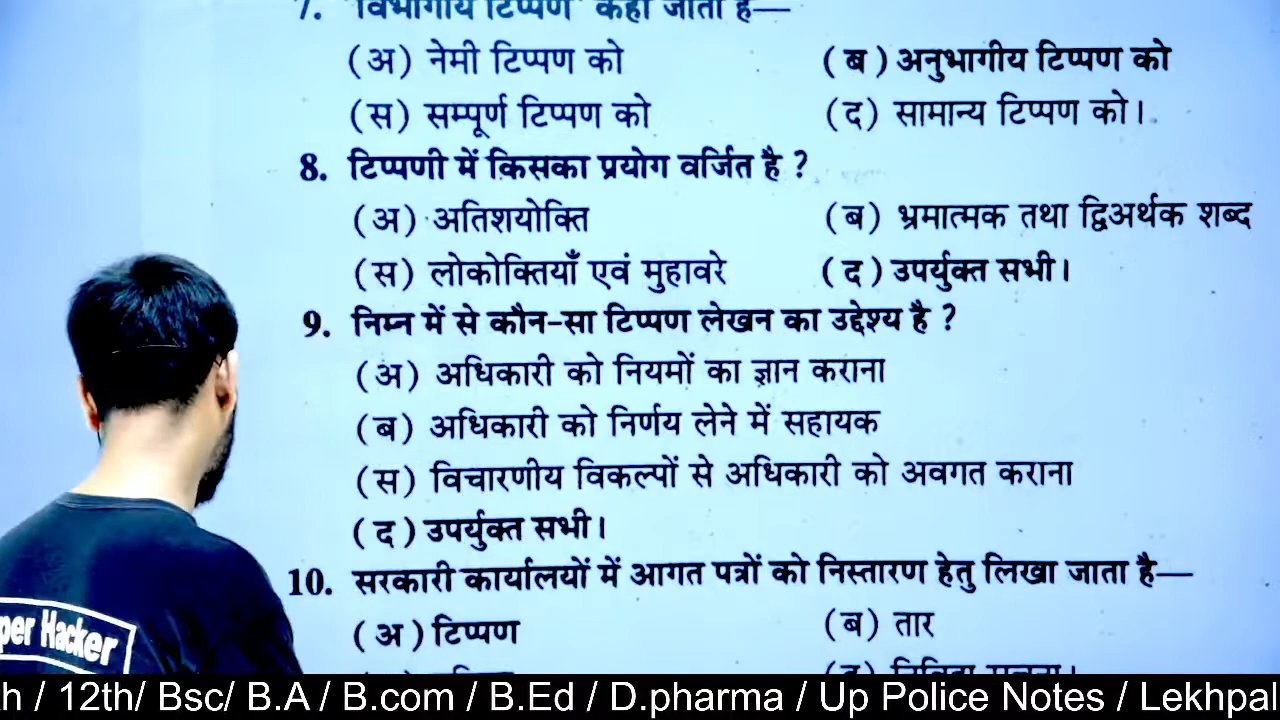 7. "विभागीय टिप्पण" कहा जाता है—
(अ) नेमी टिप्पण को (ब) अनुभागीय टिप्पण को
(स) सम्पूर्ण टिप्पण को (द) सामान्य टिप्पण को।
8. टिप्पणी में किसका प्रयोग वर्जित है ?
(अ) अतिशयोक्ति (ब) भ्रमात्मक तथा द्विअर्थक शब्द
(स) लोकोक्तियाँ एवं मुहावरे (द) उपर्युक्त सभी।
9. निम्न में से कौन-सा टिप्पण लेखन का उद्देश्य है ?
(अ) अधिकारी को नियमों का ज्ञान कराना
(ब) अधिकारी को निर्णय लेने में सहायक
(स) विचारणीय विकल्पों से अधिकारी को अवगत कराना
(द) उपर्युक्त सभी।
10. सरकारी कार्यालयों में आगत पत्रों को निस्तारण हेतु लिखा जाता है—
(अ) टिप्पण (ब) तार
per Hacker
h / 12th/ Bsc/ B.A / B.com / B.Ed / D.pharma / Up Police Notes / Lekhpal